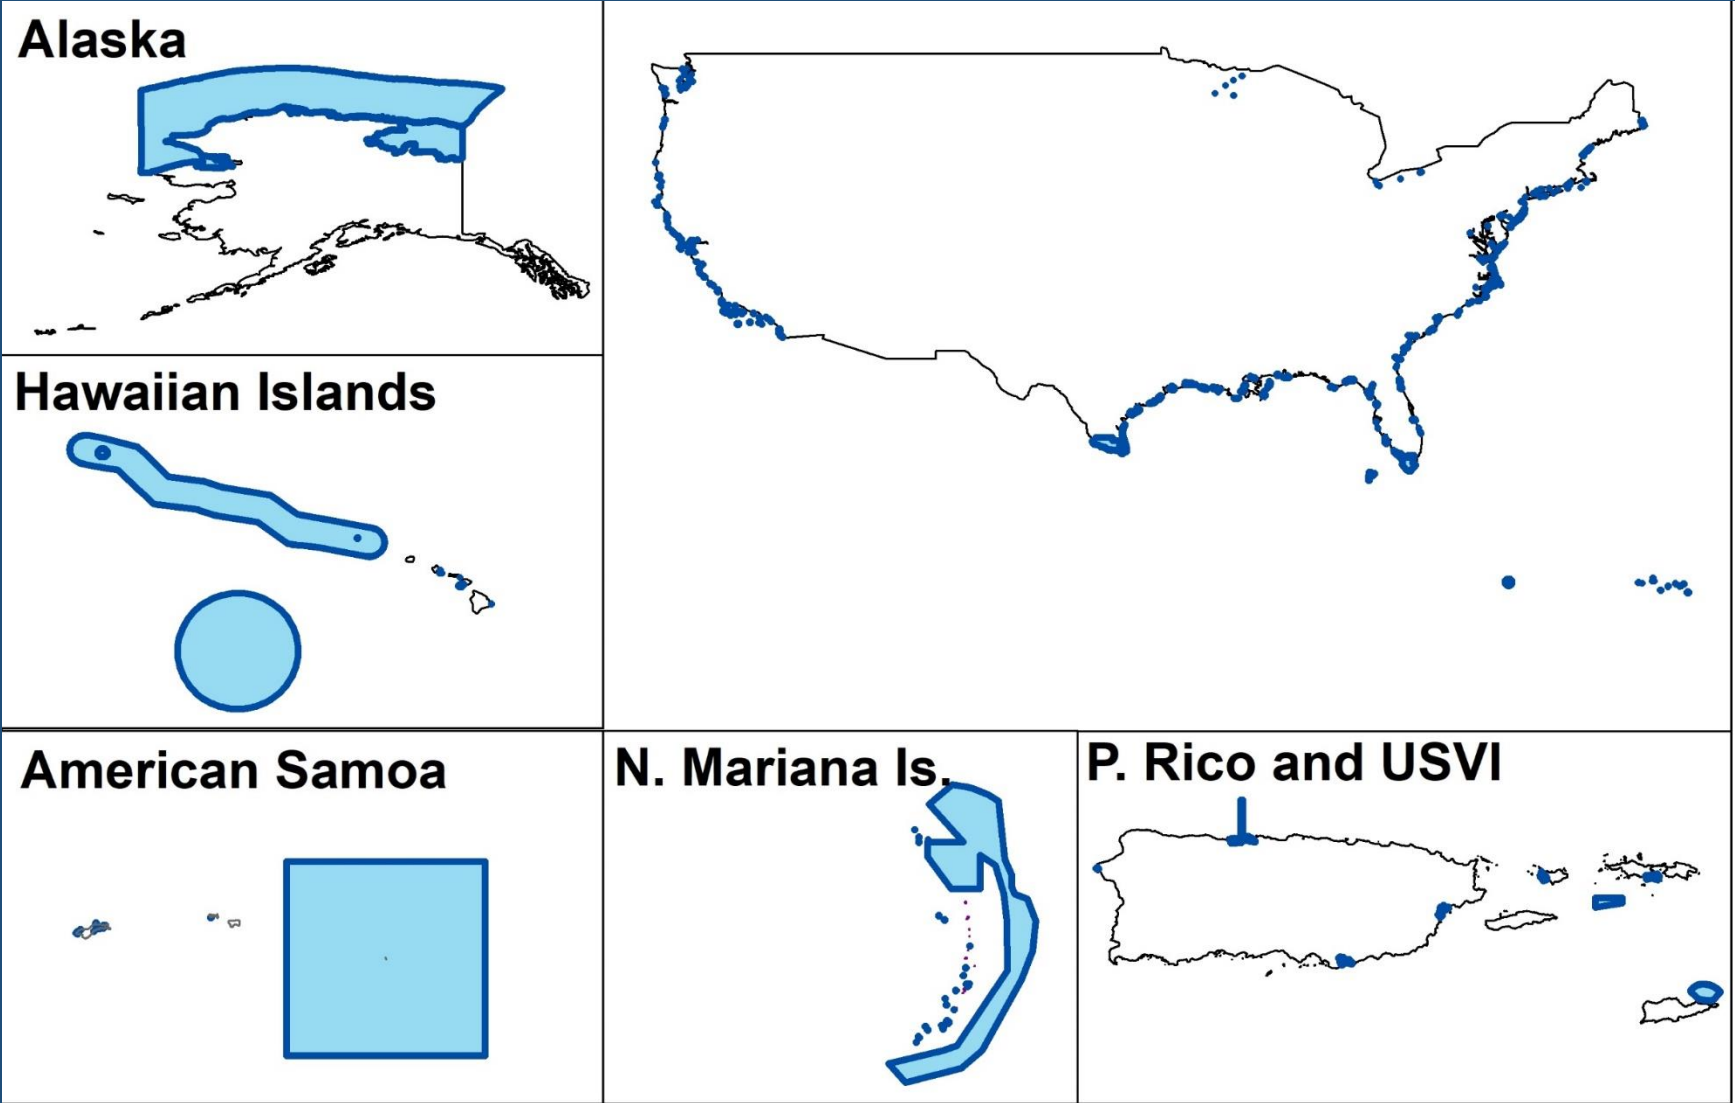 Alaska
Hawaiian Islands
American Samoa
N. Mariana Is.
P. Rico and USVI